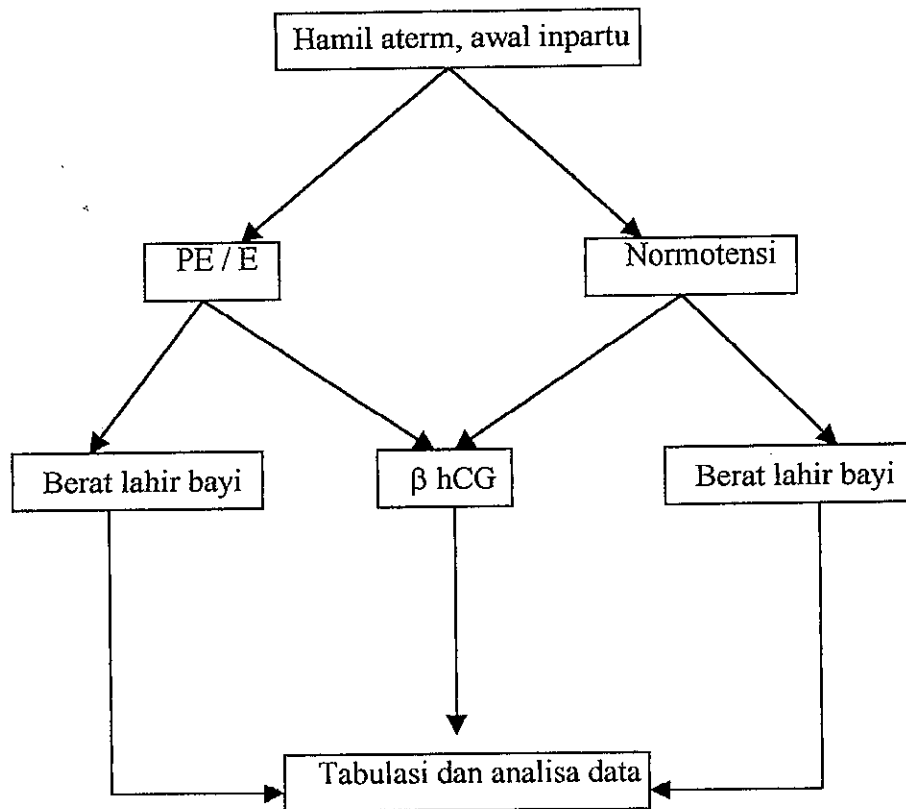 Hamil aterm, awal inpartu
PE / E
Normotensi
Berat lahir bayi
β hCG
Berat lahir bayi
Tabulasi dan analisa data